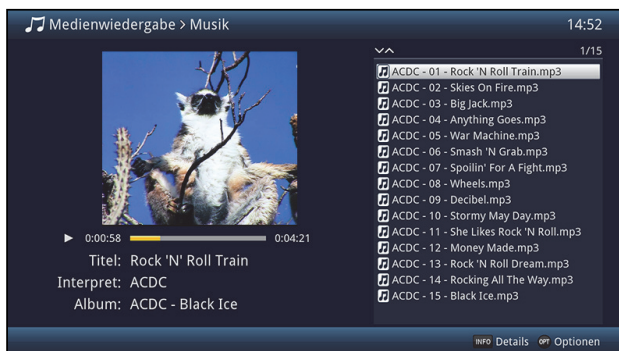 Medienwiedergabe > Musik
14:52
1/15
ACDC - 01 - Rock 'N Roll Train.mp3
ACDC - 02 - Skies On Fire.mp3
ACDC - 03 - Big Jack.mp3
ACDC - 04 - Anything Goes.mp3
ACDC - 05 - War Machine.mp3
ACDC - 06 - Smash 'N Grab.mp3
ACDC - 07 - Spoilin' For A Fight.mp3
ACDC - 08 - Wheels.mp3
ACDC - 09 - Decibel.mp3
ACDC - 10 - Stormy May Day.mp3
ACDC - 11 - She Likes Rock 'N Roll.mp3
ACDC - 12 - Money Made.mp3
ACDC - 13 - Rock 'N Roll Dream.mp3
ACDC - 14 - Rocking All The Way.mp3
ACDC - 15 - Black Ice.mp3
0:00:58
0:04:21
Titel: Rock 'N' Roll Train
Interpret: ACDC
Album: ACDC - Black Ice
INFO Details OPT Optionen